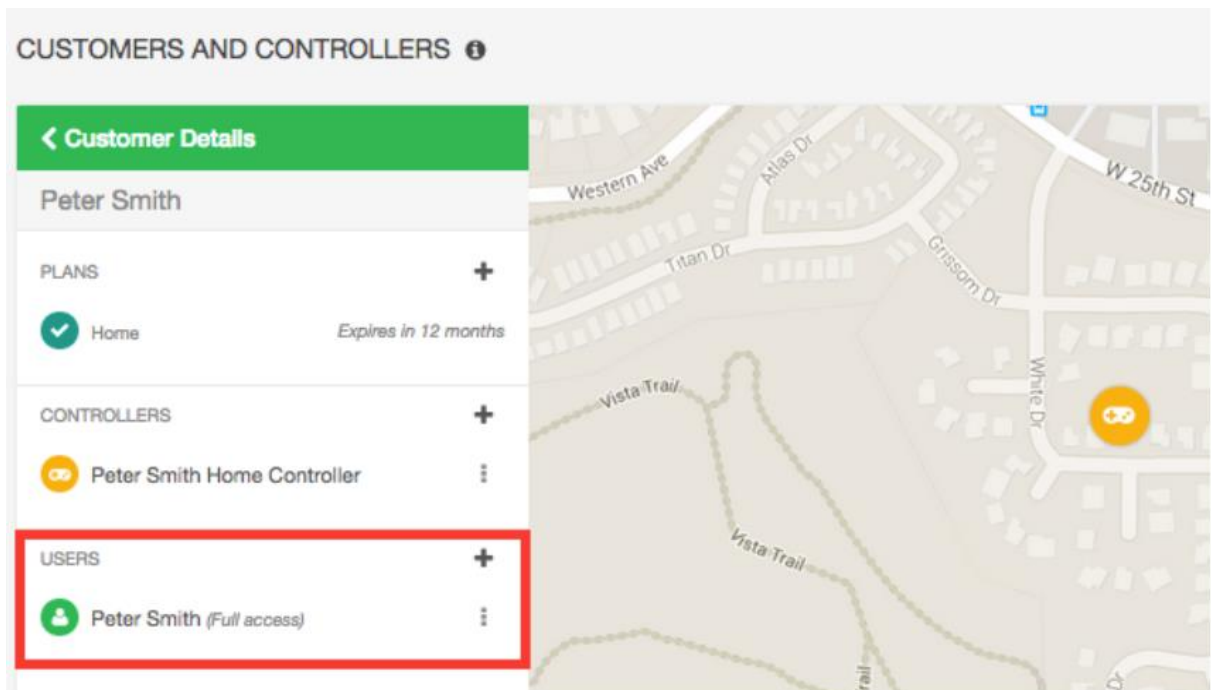 CUSTOMERS AND CONTROLLERS
Customer Details
Peter Smith
PLANS
Home
Expires in 12 months
CONTROLLERS
Peter Smith Home Controller
USERS
Peter Smith (Full access)
Western Ave
Atlas Dr
W 25th St
Titan Dr
Grissom Dr
Vista Trail
White Dr
Vista Trail
rail
Dr